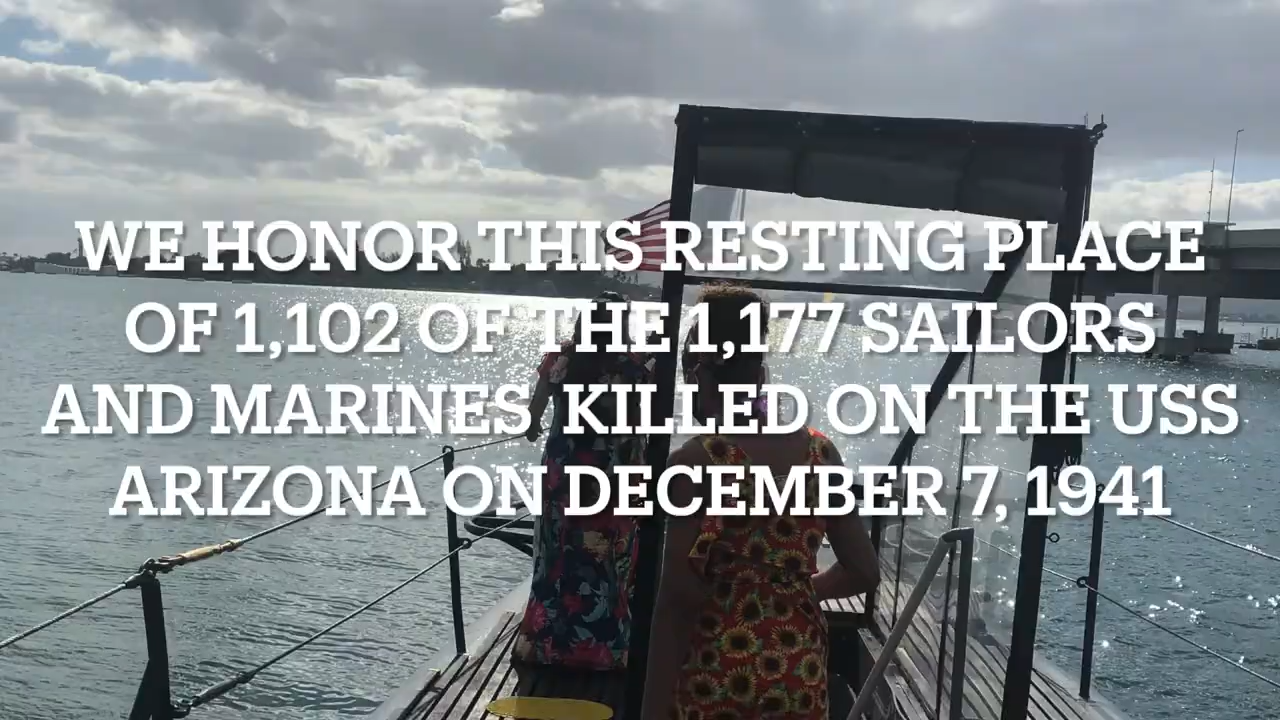 WE HONOR THIS RESTING PLACE
OF 1,102 OF THE 1,177 SAILORS
AND MARINES KILLED ON THE USS
ARIZONA ON DECEMBER 7, 1941